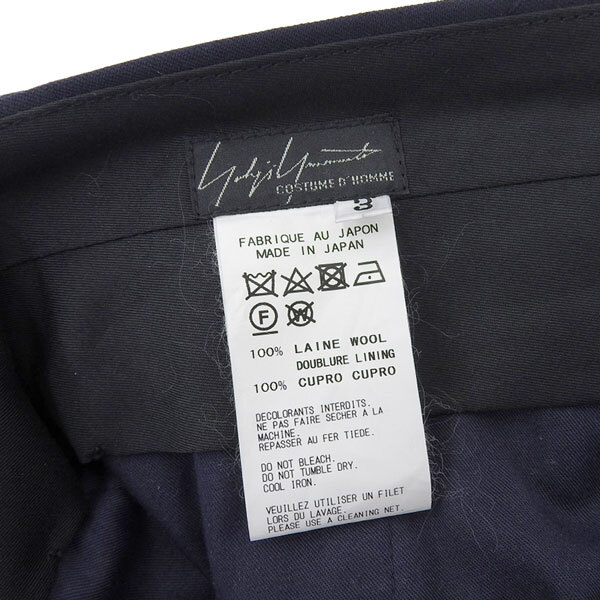 Yohji Yamamoto
COSTUME D'HOMME
3
FABRIQUE AU JAPON
MADE IN JAPAN
F W
100% LAINE WOOL
DOUBLURE LINING
100% CUPRO CUPRO
DECOLORANTS INTERDITS.
NE PAS FAIRE SECHER A LA
MACHINE.
REPASSER AU FER TIEDE.
DO NOT BLEACH.
DO NOT TUMBLE DRY.
COOL IRON.
VEUILLEZ UTILISER UN FILET
LORS DU LAVAGE.
PLEASE USE A CLEANING NET.